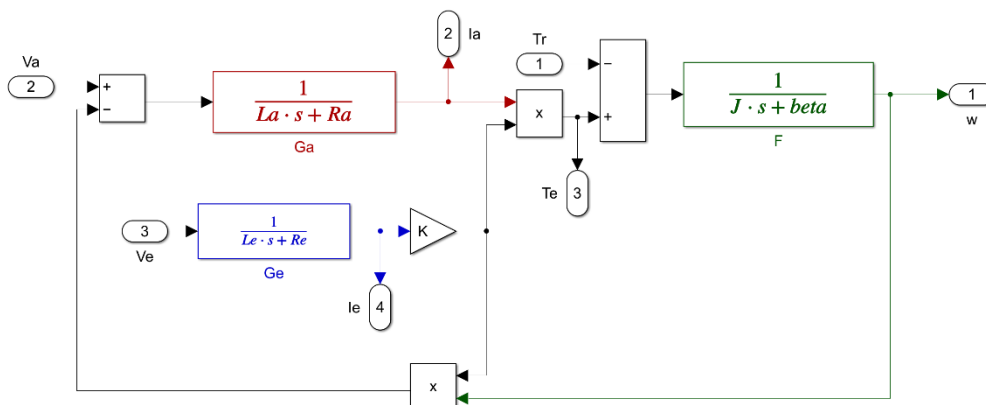 2 Ia
Va
2
+
−
1
La · s + Ra
Ga
Tr
1
x
−
+
1
J · s + beta
F
1
w
Te 3
3
Ve
1
Le · s + Re
Ge
K
Ie 4
x